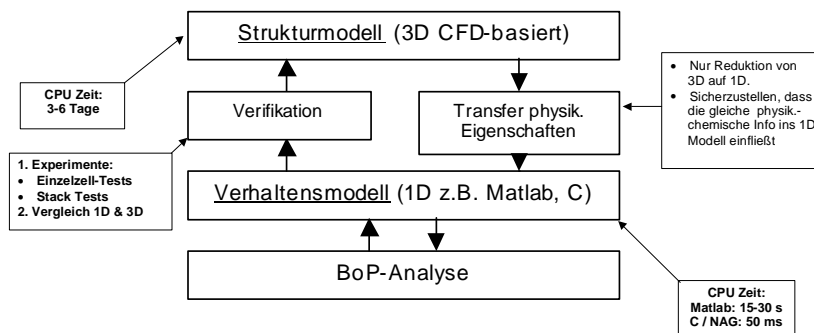 Strukturmodell (3D CFD-basiert)
CPU Zeit:
3-6 Tage
Verifikation
Transfer physik.
Eigenschaften
• Nur Reduktion von
3D auf 1D.
• Sicherzustellen, dass
die gleiche physik.-
chemische Info ins 1D
Modell einfließt
1. Experimente:
• Einzelzell-Tests
• Stack Tests
2. Vergleich 1D & 3D
Verhaltensmodell (1D z.B. Matlab, C)
BoP-Analyse
CPU Zeit:
Matlab: 15-30 s
C / NAG: 50 ms